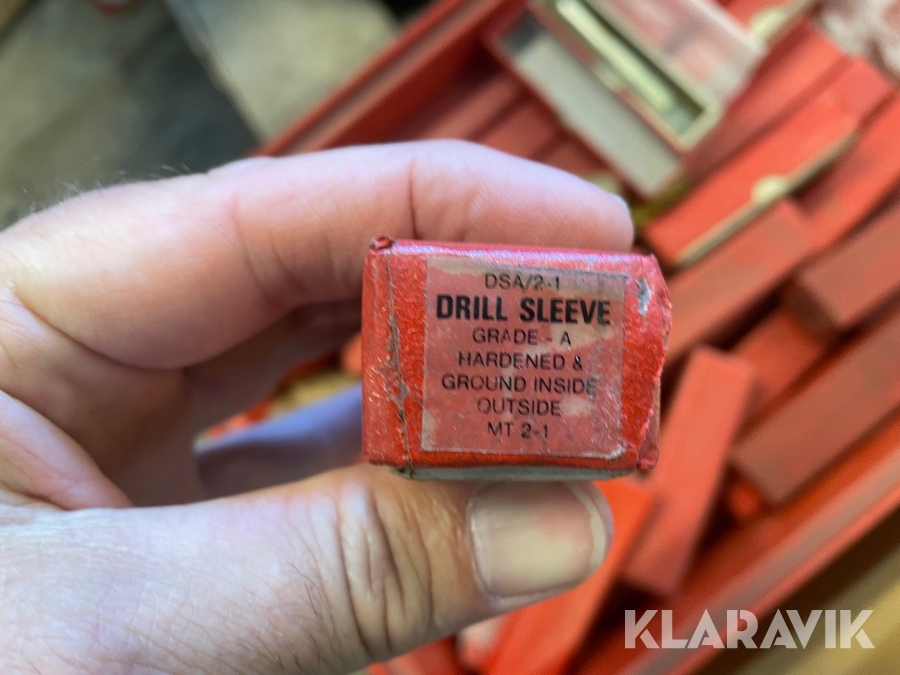 DSA/2-1
DRILL SLEEVE
GRADE - A
HARDENED &
GROUND INSIDE
OUTSIDE
MT 2-1
KLARAVIK